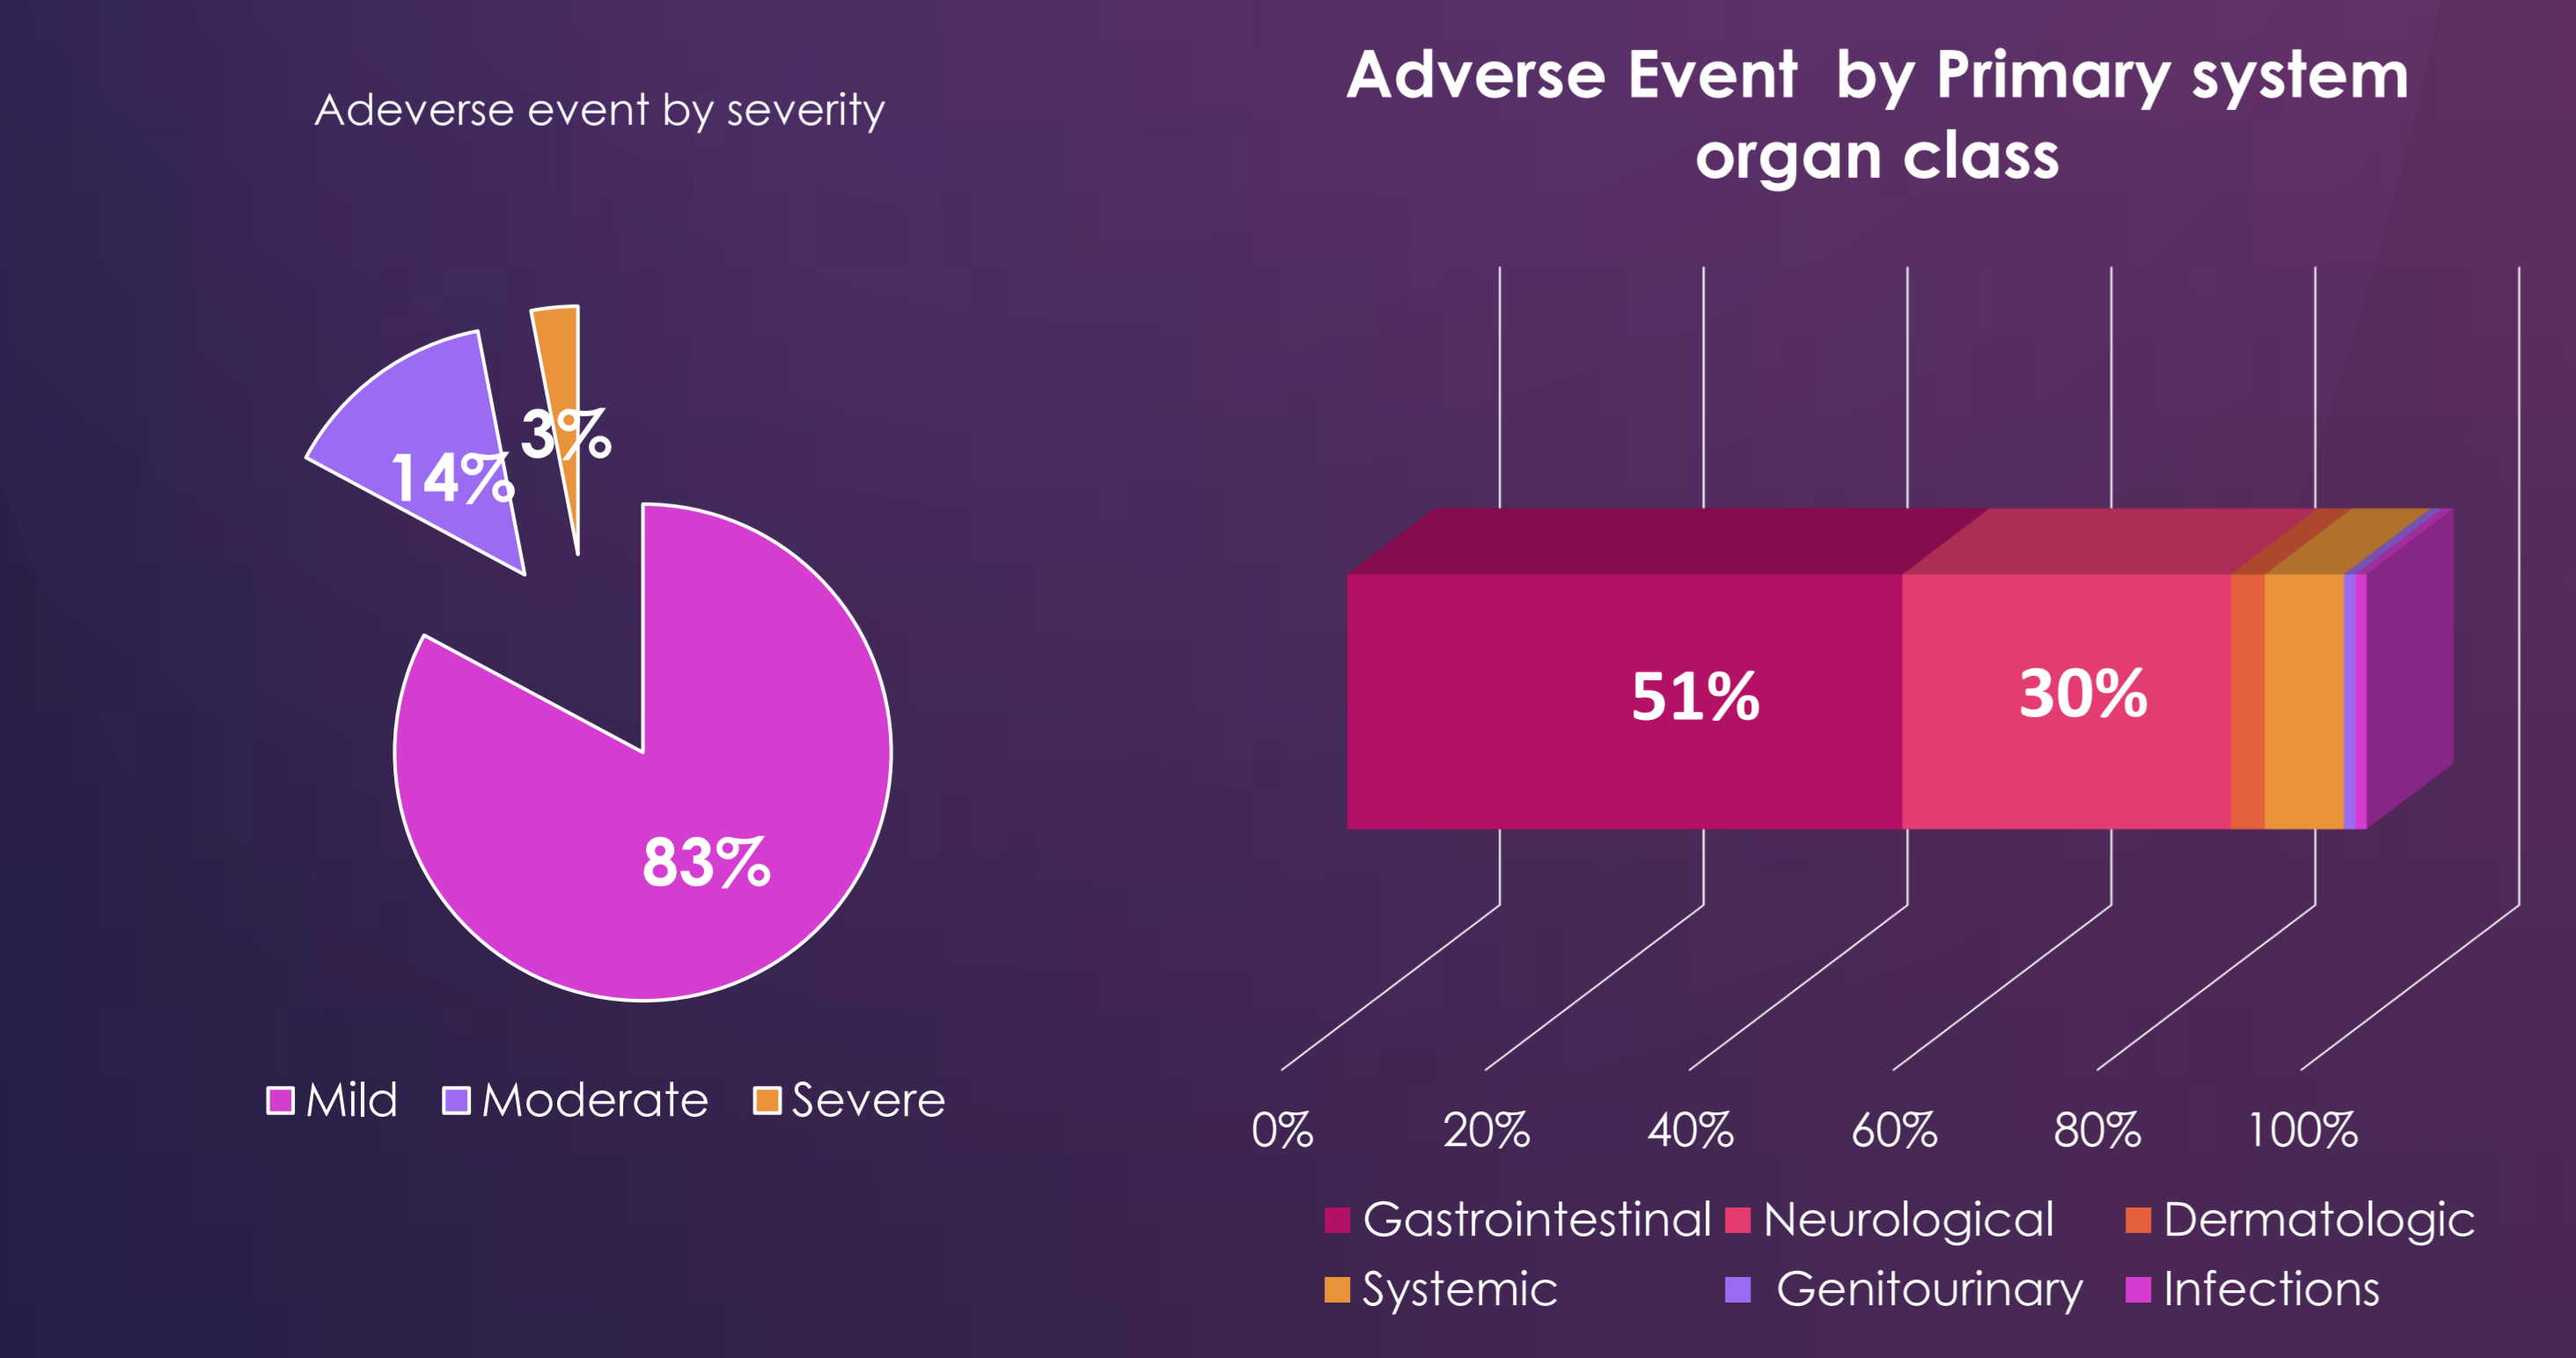 Adeverse event by severity
3%
14%
83%
Mild Moderate Severe
Adverse Event by Primary system
organ class
51% 30%
0% 20% 40% 60% 80% 100%
Gastrointestinal Neurological Dermatologic
Systemic Genitourinary Infections